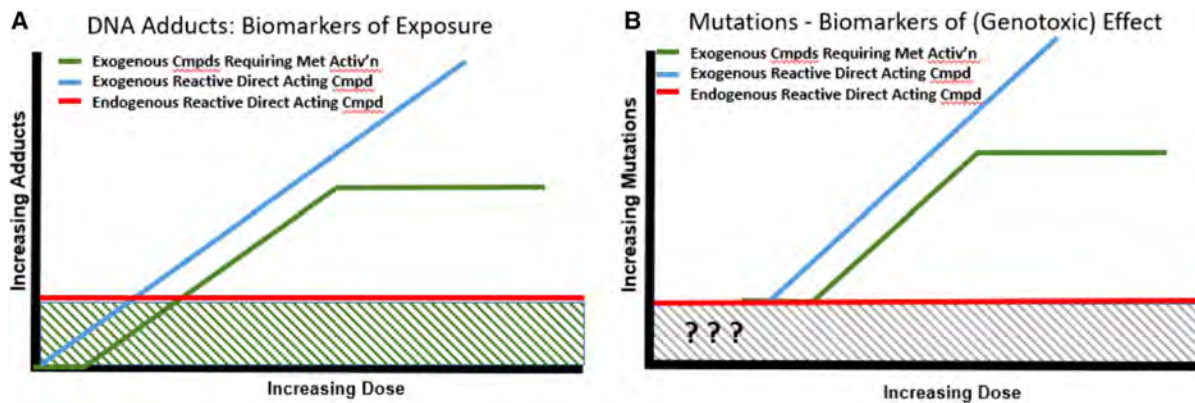 A
DNA Adducts: Biomarkers of Exposure
Exogenous Cmpds Requiring Met Activ'n
Exogenous Reactive Direct Acting Cmpd
Endogenous Reactive Direct Acting Cmpd
Increasing Adducts
Increasing Dose
B
Mutations - Biomarkers of (Genotoxic) Effect
Exogenous Cmpds Requiring Met Activ'n
Exogenous Reactive Direct Acting Cmpd
Endogenous Reactive Direct Acting Cmpd
Increasing Mutations
? ? ?
Increasing Dose